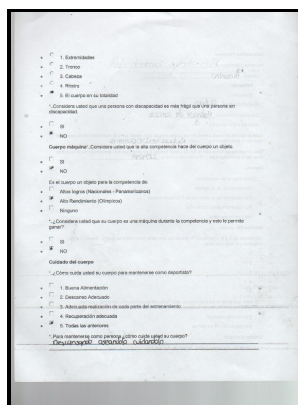 1. Extremidades
2. Tronco
3. Cabeza
4. Rostro
5. El cuerpo en su totalidad
*.Considera usted que una persona con discapacidad es más frágil que una persona sin
discapacidad.
SI
NO
Cuerpo máquina*.Considera usted que la alta competencia hace del cuerpo un objeto.
SI
NO
Es el cuerpo un objeto para la competencia de:
Altos logros (Nacionales - Panamericanos)
Alto Rendimiento (Olímpicos)
Ninguno
*.¿Considera usted que su cuerpo es una máquina durante la competencia y esto le permite
ganar?
SI
NO
Cuidado del cuerpo
*.¿Cómo cuida usted su cuerpo para mantenerse como deportista?
1. Buena Alimentación
2. Descanso Adecuado
3. Adecuada realización de cada parte del entrenamiento
4. Recuperación adecuada
5. Todas las anteriores
*.Para mantenerse como persona ¿cómo cuida usted su cuerpo?
Descansando aseandolo cuidandolo